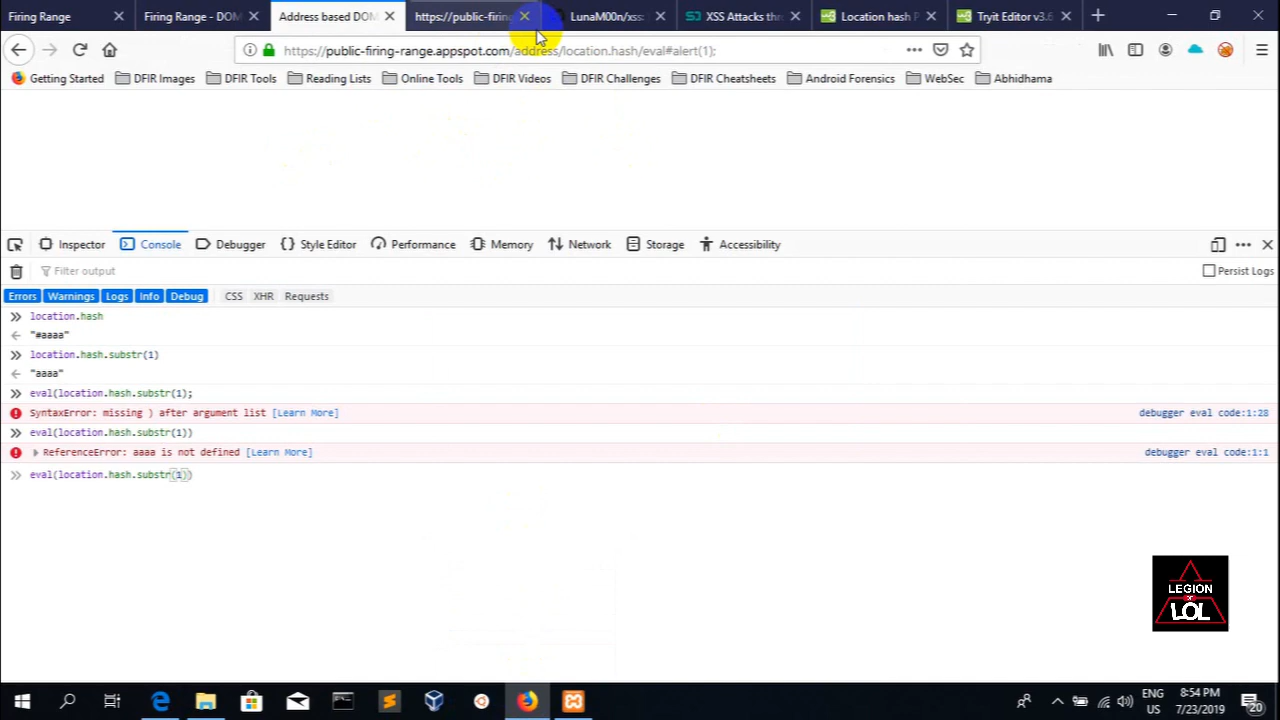 Firing Range
Firing Range - DOM
Address based DOM
https://public-firing
LunaM00n/xss:
XSS Attacks thr
Location hash P
Tryit Editor v3.6
https://public-firing-range.appspot.com/address/location.hash/eval#alert(1);
Getting Started
DFIR Images
DFIR Tools
Reading Lists
Online Tools
DFIR Videos
DFIR Challenges
DFIR Cheatsheets
Android Forensics
WebSec
Abhidhama
Inspector
Console
Debugger
{ } Style Editor
Performance
Memory
Network
Storage
Accessibility
Filter output
Persist Logs
Errors
Warnings
Logs
Info
Debug
CSS
XHR
Requests
location.hash
"#aaaa"
location.hash.substr(1)
"aaaa"
eval(location.hash.substr(1);
SyntaxError: missing ) after argument list [Learn More]
debugger eval code:1:28
eval(location.hash.substr(1))
ReferenceError: aaaa is not defined [Learn More]
debugger eval code:1:1
eval(location.hash.substr(1))
LEGION
OF
LOL
ENG
US
8:54 PM
7/23/2019
20